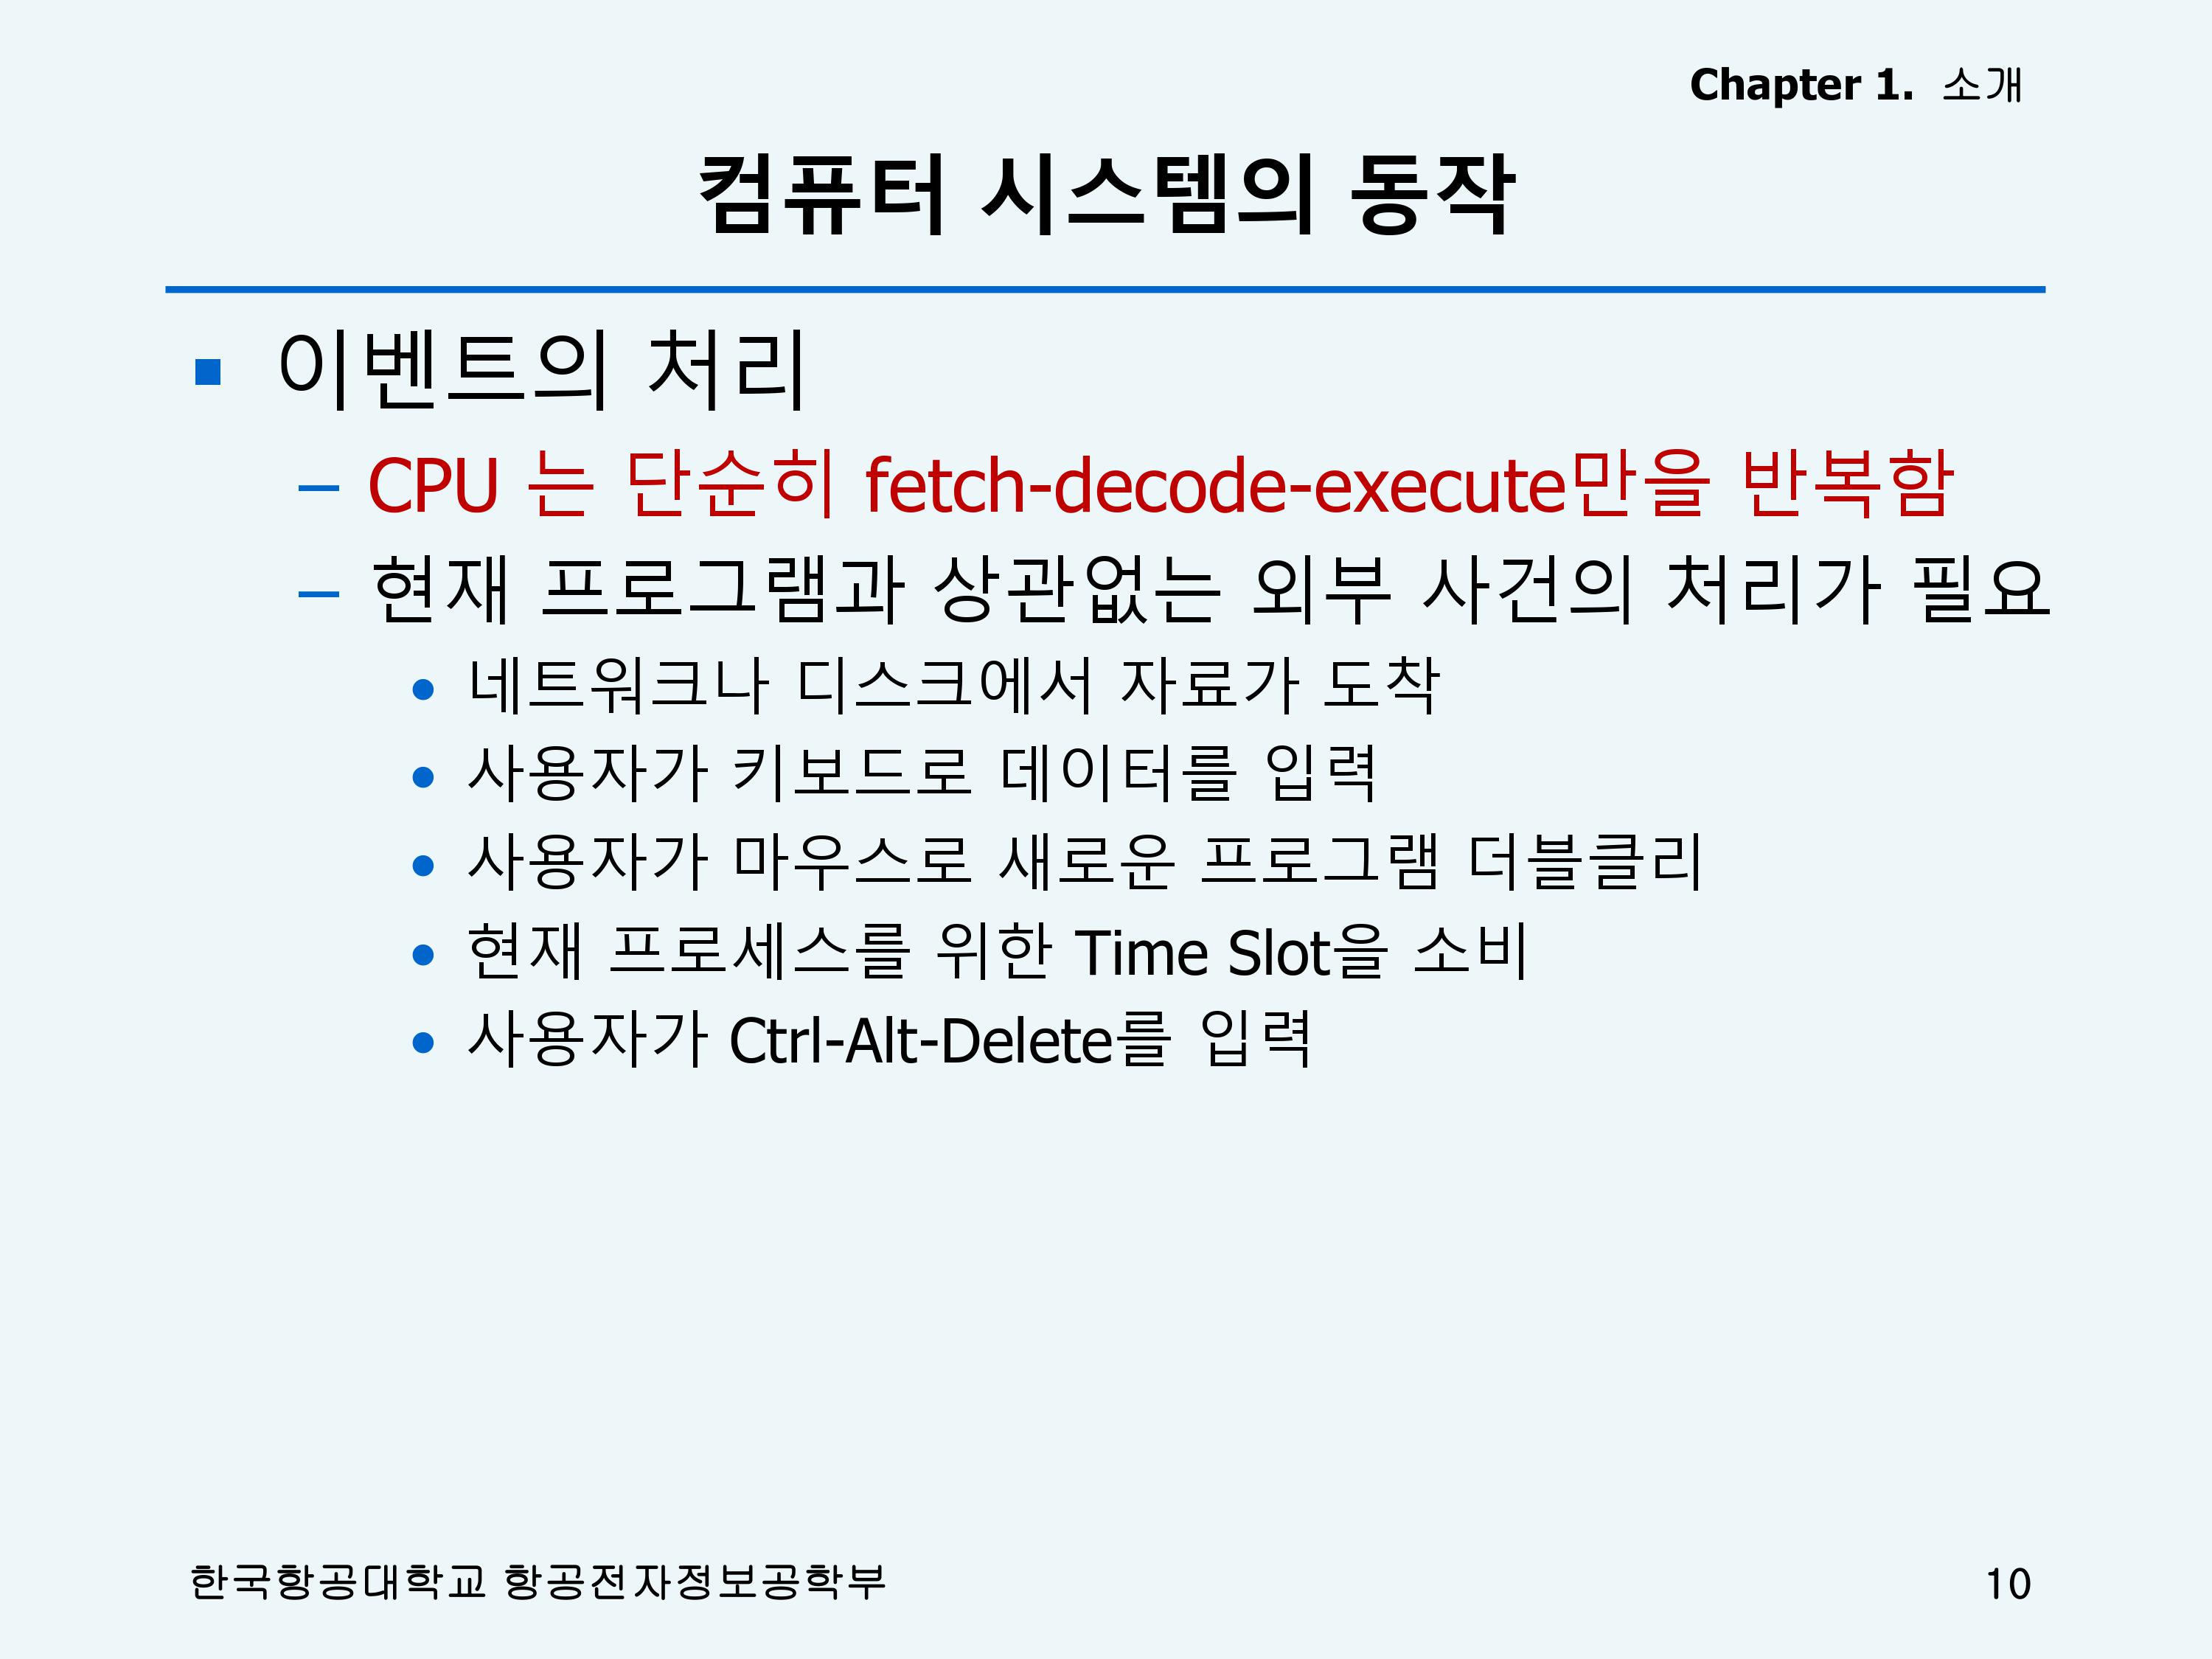 Chapter 1. 소개
컴퓨터 시스템의 동작
이벤트의 처리
– CPU 는 단순히 fetch-decode-execute만을 반복함
– 현재 프로그램과 상관없는 외부 사건의 처리가 필요
• 네트워크나 디스크에서 자료가 도착
• 사용자가 키보드로 데이터를 입력
• 사용자가 마우스로 새로운 프로그램 더블클리
• 현재 프로세스를 위한 Time Slot을 소비
• 사용자가 Ctrl-Alt-Delete를 입력
한국항공대학교 항공전자정보공학부
10